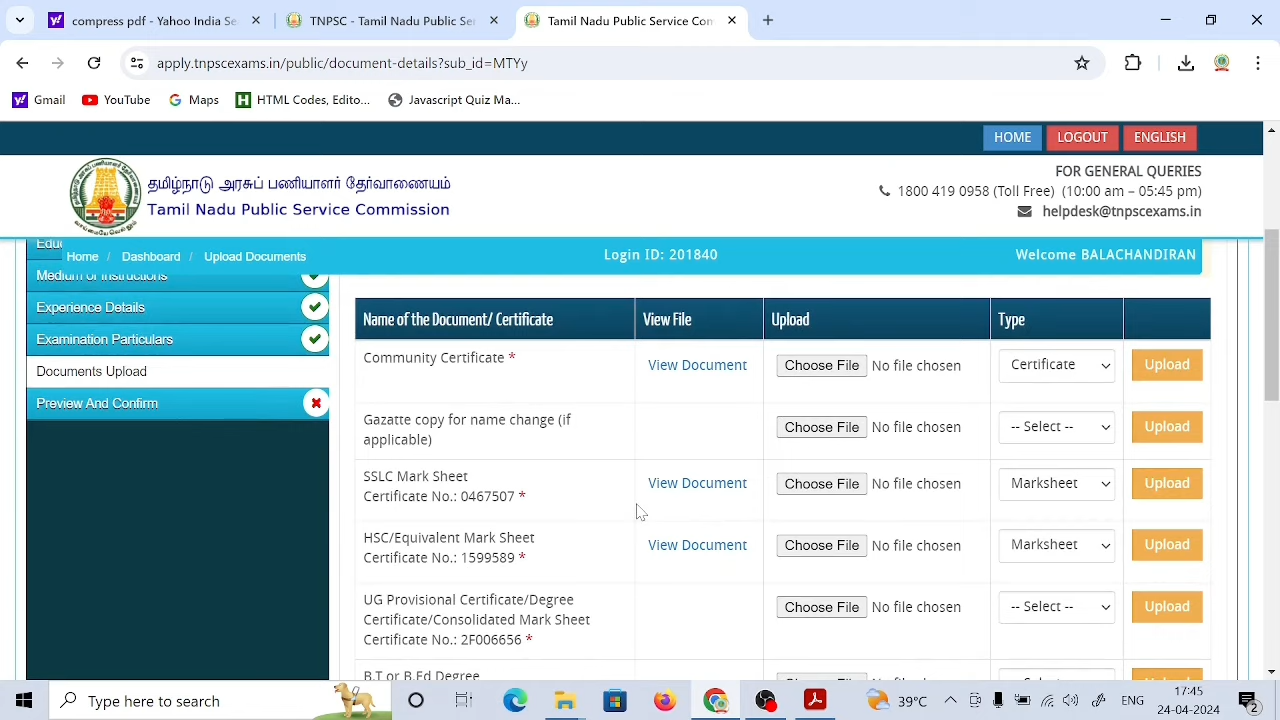 compress pdf - Yahoo India Se
TNPSC - Tamil Nadu Public Ser
Tamil Nadu Public Service Com
apply.tnpscexams.in/public/document-details?sub_id=MTYy
Gmail
YouTube
Maps
HTML Codes, Edito...
Javascript Quiz Ma...
HOME
LOGOUT
ENGLISH
தமிழ்நாடு அரசுப் பணியாளர் தேர்வாணையம்
Tamil Nadu Public Service Commission
FOR GENERAL QUERIES
1800 419 0958 (Toll Free) (10:00 am – 05:45 pm)
helpdesk@tnpscexams.in
Home / Dashboard / Upload Documents
Login ID: 201840
Welcome BALACHANDIRAN
Medium of Instructions
Experience Details
Examination Particulars
Documents Upload
Preview And Confirm
Name of the Document/ Certificate
View File
Upload
Type
Community Certificate *
View Document
Choose File No file chosen
Certificate
Upload
Gazatte copy for name change (if
applicable)
Choose File No file chosen
-- Select --
Upload
SSLC Mark Sheet
Certificate No.: 0467507 *
View Document
Choose File No file chosen
Marksheet
Upload
HSC/Equivalent Mark Sheet
Certificate No.: 1599589 *
View Document
Choose File No file chosen
Marksheet
Upload
UG Provisional Certificate/Degree
Certificate/Consolidated Mark Sheet
Certificate No.: 2F006656 *
Choose File No file chosen
-- Select --
Upload
B.T or B.Ed Degree
Type here to search
39°C
ENG
17:45
24-04-2024
2